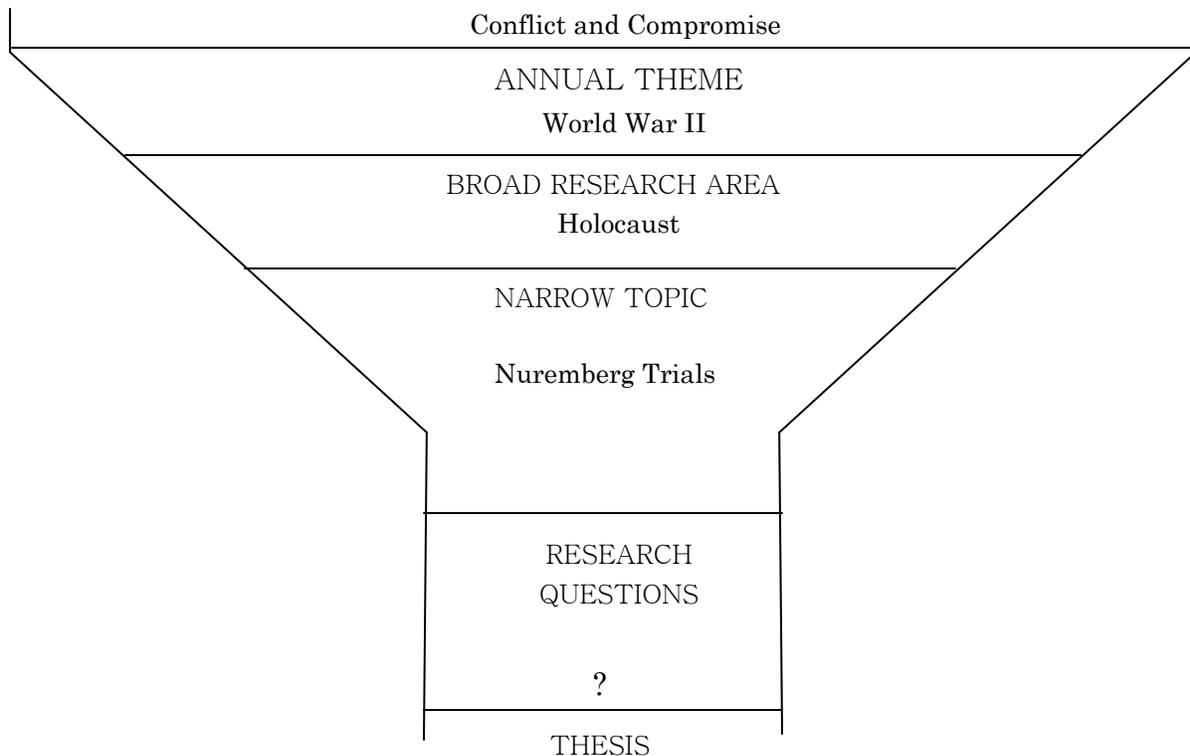 Conflict and Compromise
ANNUAL THEME
World War II
BROAD RESEARCH AREA
Holocaust
NARROW TOPIC
Nuremberg Trials
RESEARCH
QUESTIONS
?
THESIS